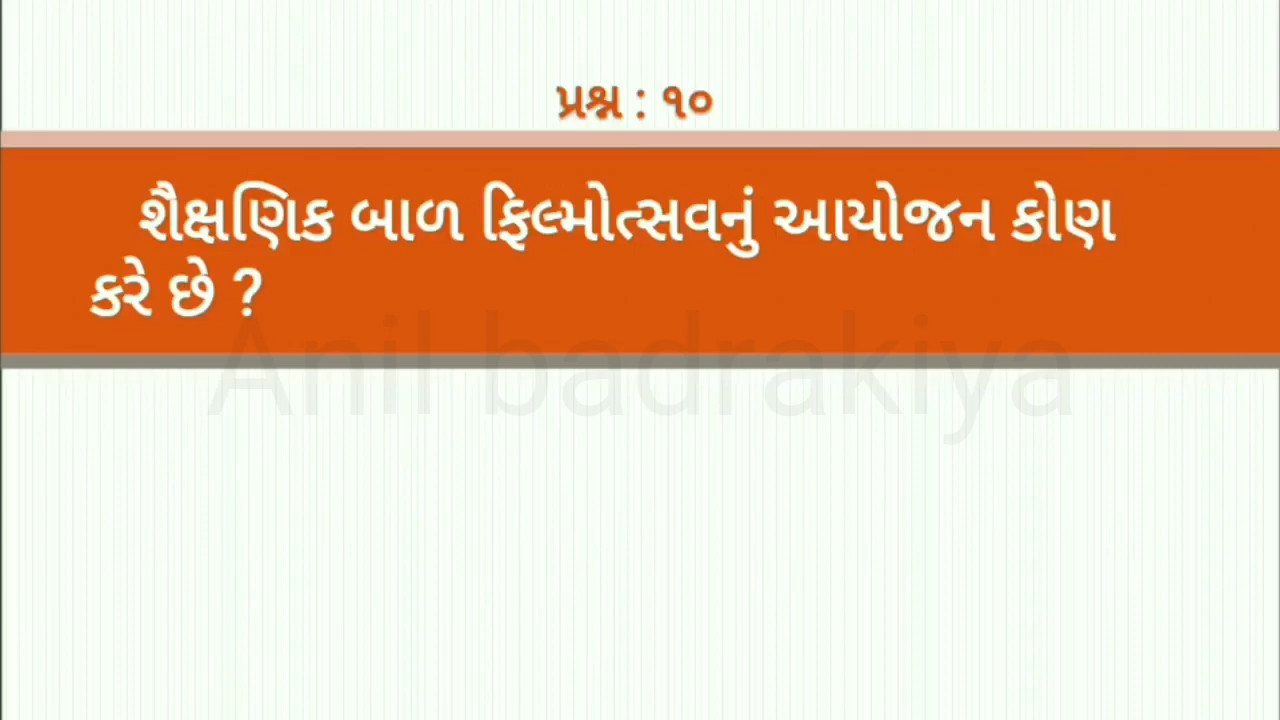 પ્રશ્ન : ૧૦
શૈક્ષણિક બાળ ફિલ્મોત્સવનું આયોજન કોણ
કરે છે ?
Anil badrakiya